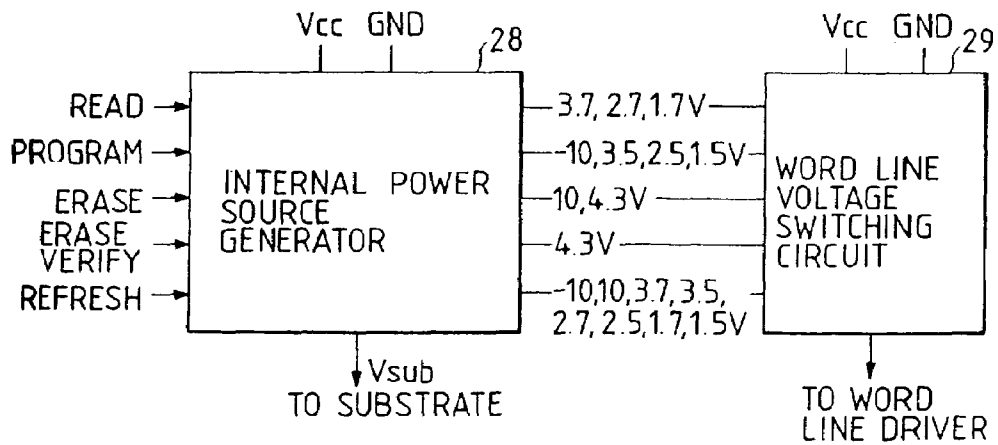 Vcc GND
28
READ
PROGRAM
ERASE
ERASE
VERIFY
REFRESH
INTERNAL POWER
SOURCE
GENERATOR
3.7, 2.7, 1.7V
-10, 3.5, 2.5, 1.5V
10, 4.3V
4.3V
-10, 10, 3.7, 3.5,
2.7, 2.5, 1.7, 1.5V
Vcc GND
29
WORD LINE
VOLTAGE
SWITCHING
CIRCUIT
Vsub
TO SUBSTRATE
TO WORD
LINE DRIVER